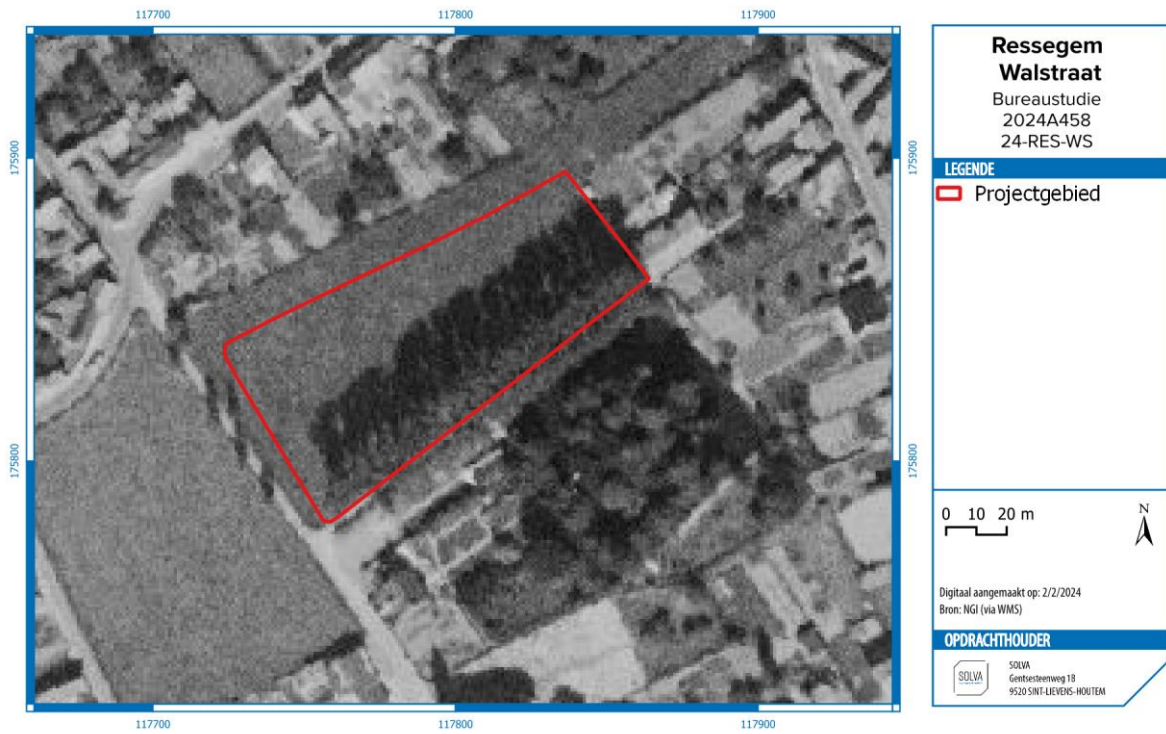 117700 117800 117900
175900 175900
175800 175800
117700 117800 117900
Ressegem
Walstraat
Bureaustudie
2024A458
24-RES-WS
LEGENDE
Projectgebied
0 10 20 m
N
Digitaal aangemaakt op: 2/2/2024
Bron: NGI (via WMS)
OPDRACHTHOUDER
SOLVA
SOLVA
Gentsesteenweg 1B
9520 SINT-LIEVENS-HOUTEM